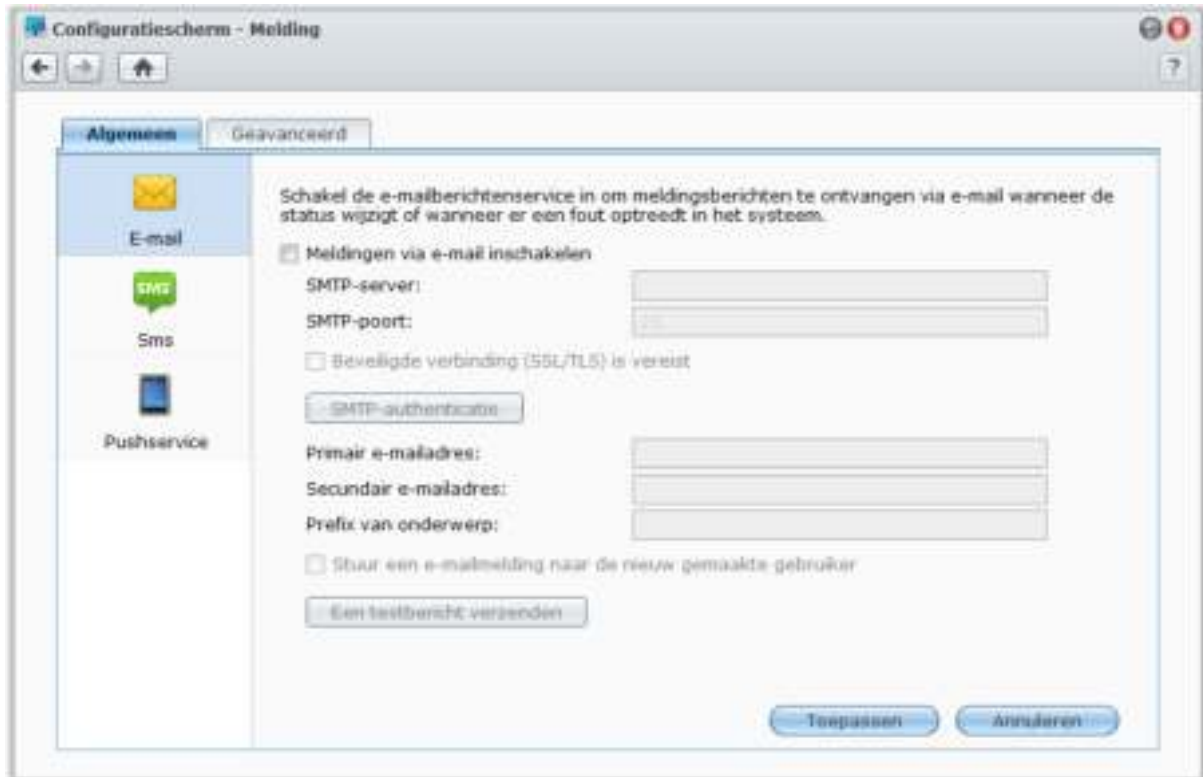 Configuratiescherm - Melding
?
Algemeen
Geavanceerd
E-mail
SMS
Sms
Pushservice
Schakel de e-mailberichtenservice in om meldingsberichten te ontvangen via e-mail wanneer de
status wijzigt of wanneer er een fout optreedt in het systeem.
Meldingen via e-mail inschakelen
SMTP-server:
SMTP-poort:
Beveiligde verbinding (SSL/TLS) is vereist
SMTP-authenticatie
Primair e-mailadres:
Secundair e-mailadres:
Prefix van onderwerp:
Stuur een e-mailmelding naar de nieuw gemaakte gebruiker
Een testbericht verzenden
Toepassen
Annuleren